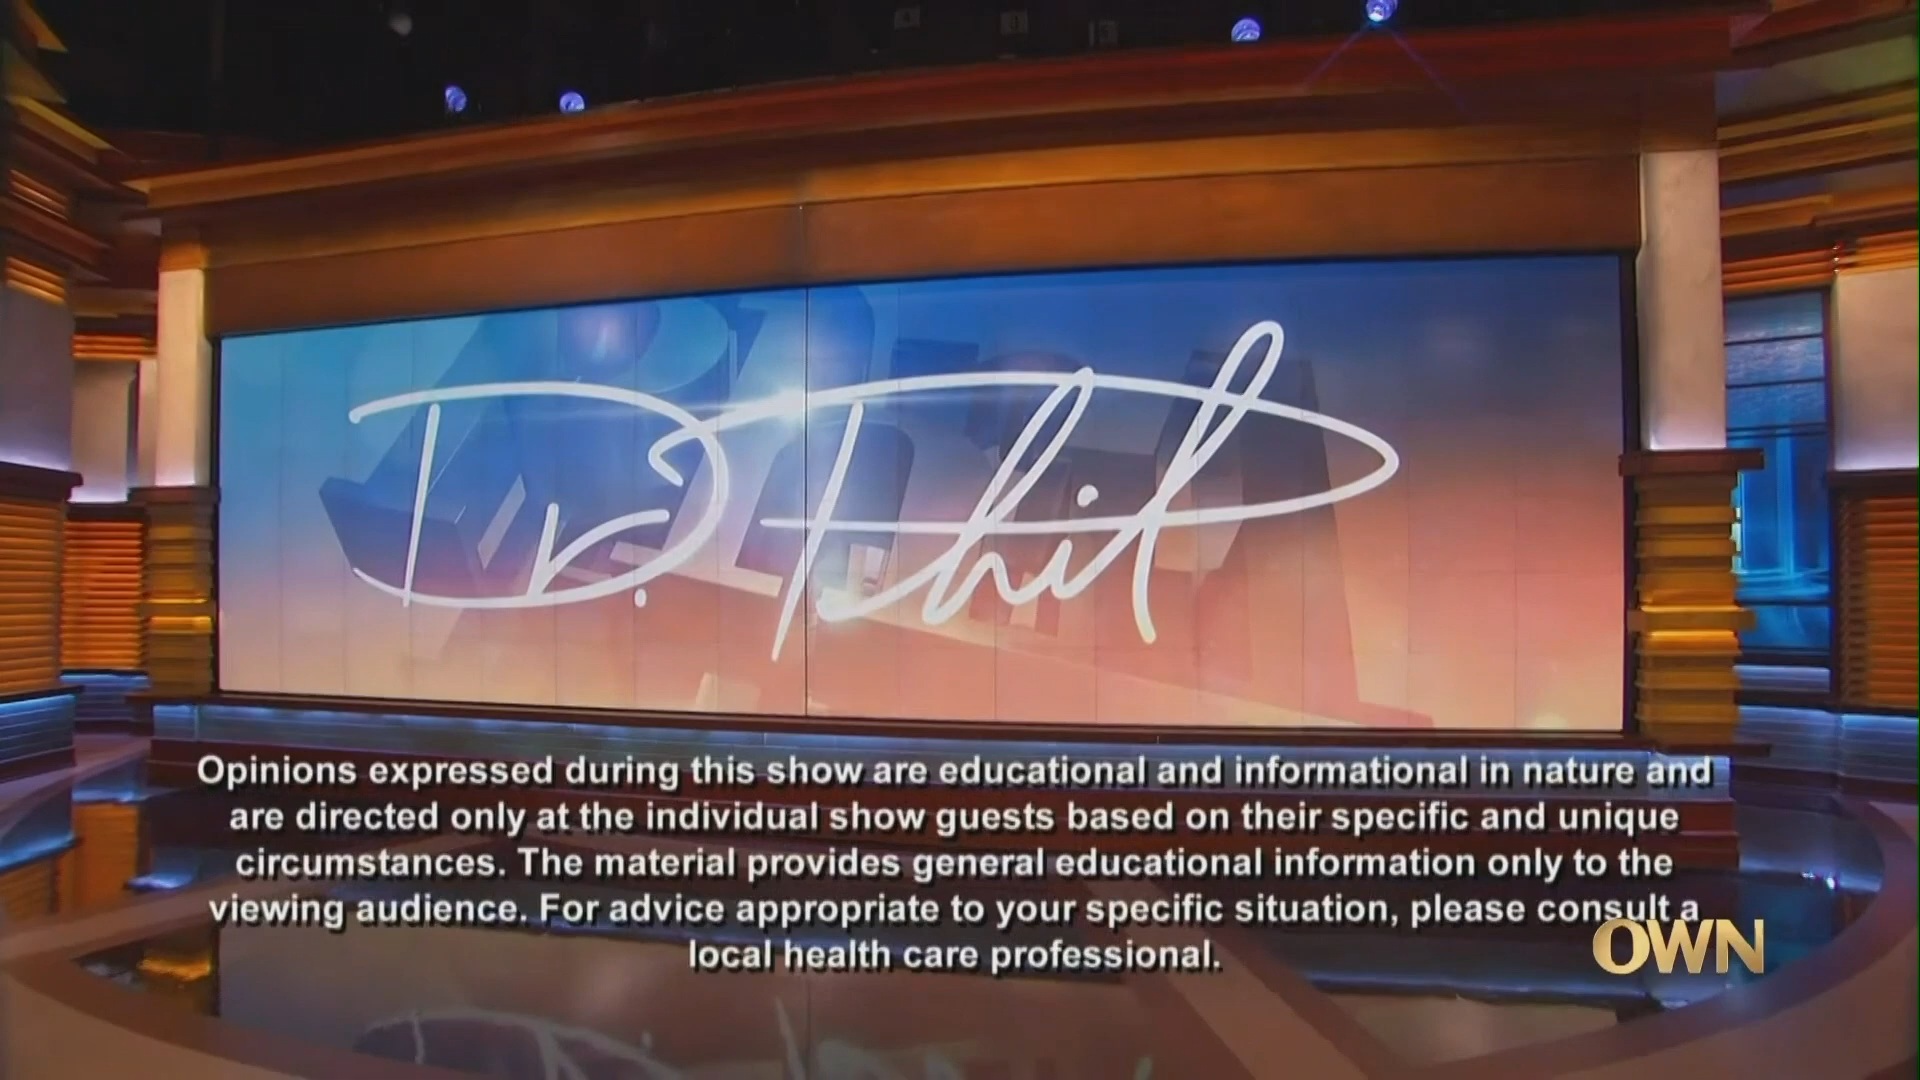 Dr. Phil
Opinions expressed during this show are educational and informational in nature and
are directed only at the individual show guests based on their specific and unique
circumstances. The material provides general educational information only to the
viewing audience. For advice appropriate to your specific situation, please consult a
local health care professional.
OWN